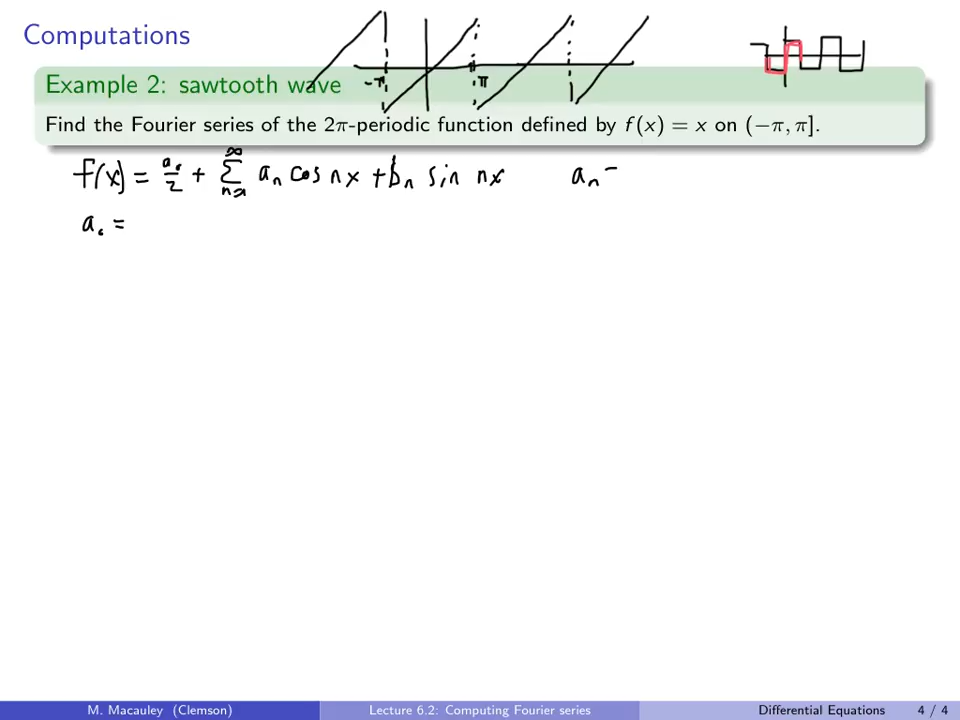 Computations
Example 2: sawtooth wave
-π π
Find the Fourier series of the 2π-periodic function defined by f(x) = x on (−π, π].
f(x) = a₀/2 + ∞ Σ n=1 aₙ cos nx + bₙ sin nx aₙ =
a₀ =
M. Macauley (Clemson) Lecture 6.2: Computing Fourier series Differential Equations 4 / 4